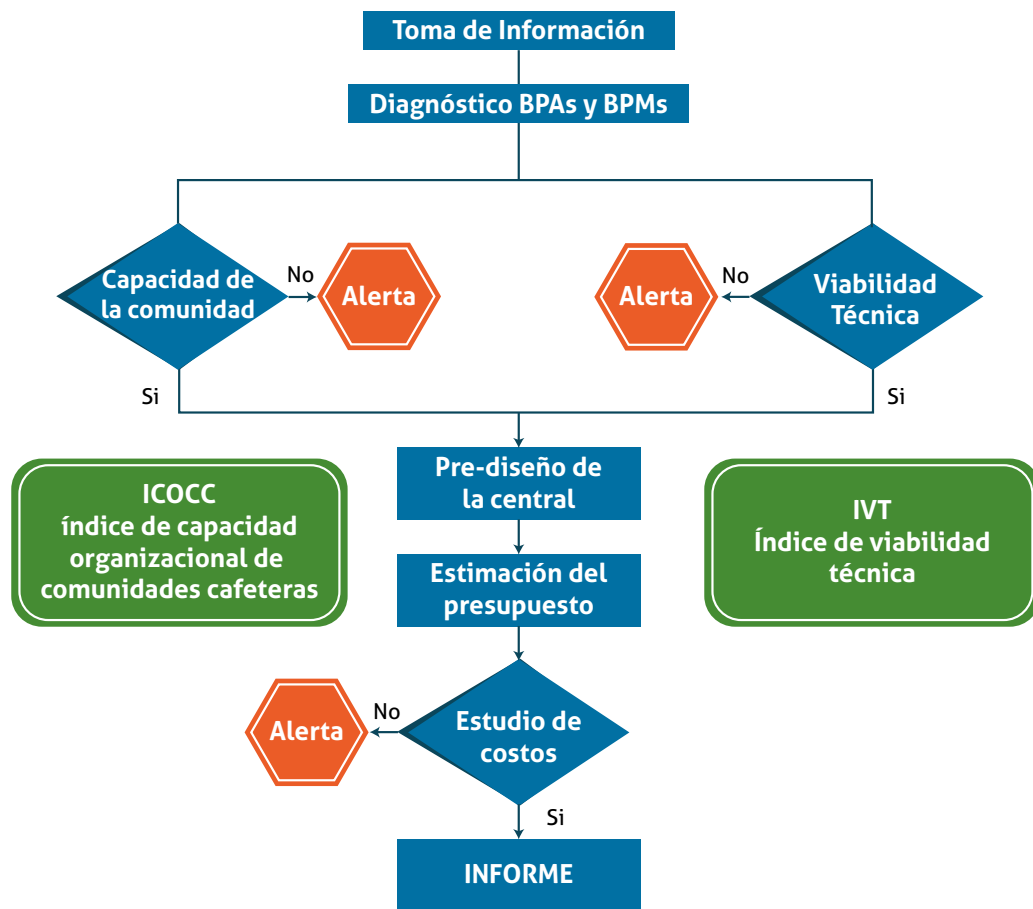 Toma de Información
Diagnóstico BPAs y BPMs
Capacidad de
la comunidad
No
Alerta
Alerta
No
Viabilidad
Técnica
Si
Si
Pre-diseño de
la central
ICOCC
índice de capacidad
organizacional de
comunidades cafeteras
IVT
Índice de viabilidad
técnica
Estimación del
presupuesto
Alerta
No
Estudio de
costos
Si
INFORME